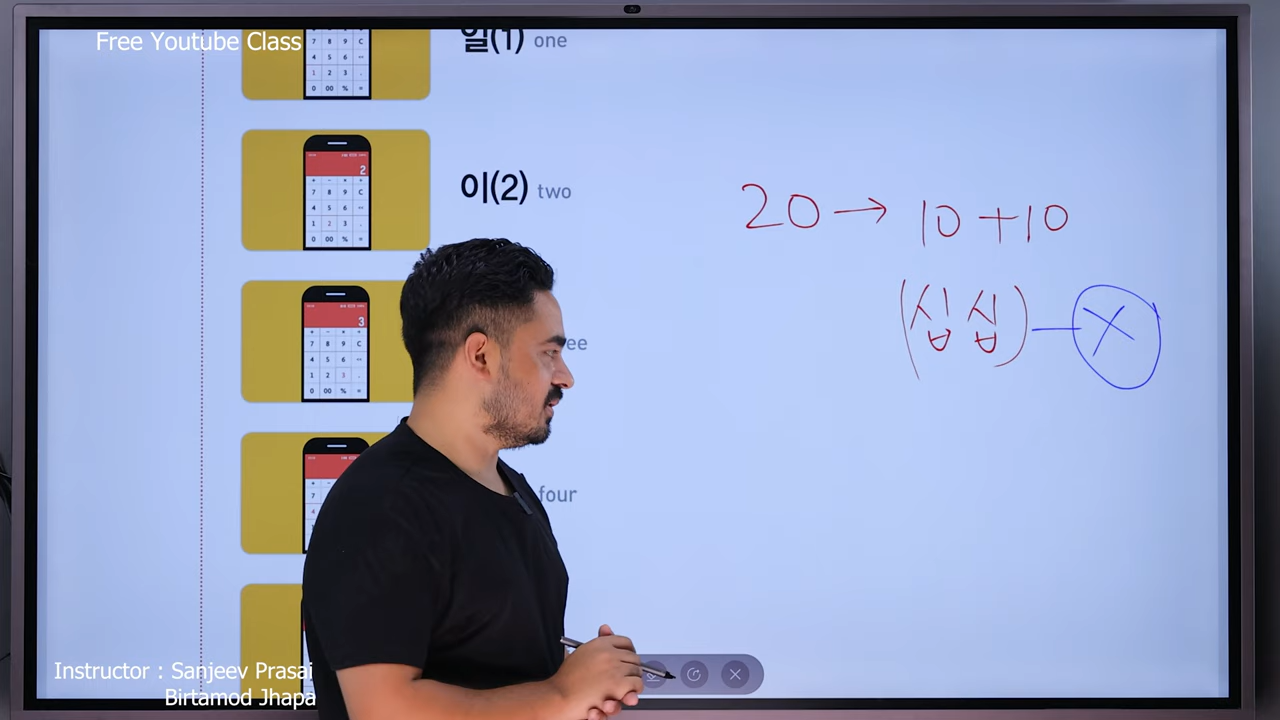 Free Youtube Class
일(1) one
이(2) two
20 → 10 + 10
(십 십) — X
ee
four
Instructor : Sanjeev Prasai
Birtamod Jhapa